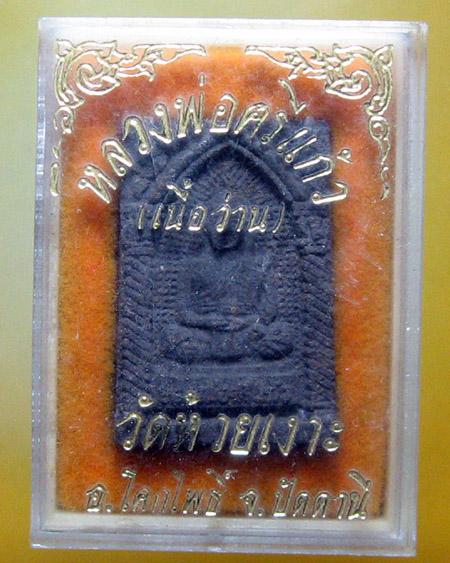 หลวงพ่อศรีแก้ว
(เนื้อว่าน)
วัดห้วยเงาะ
อ.โคกโพธิ์ จ.ปัตตานี